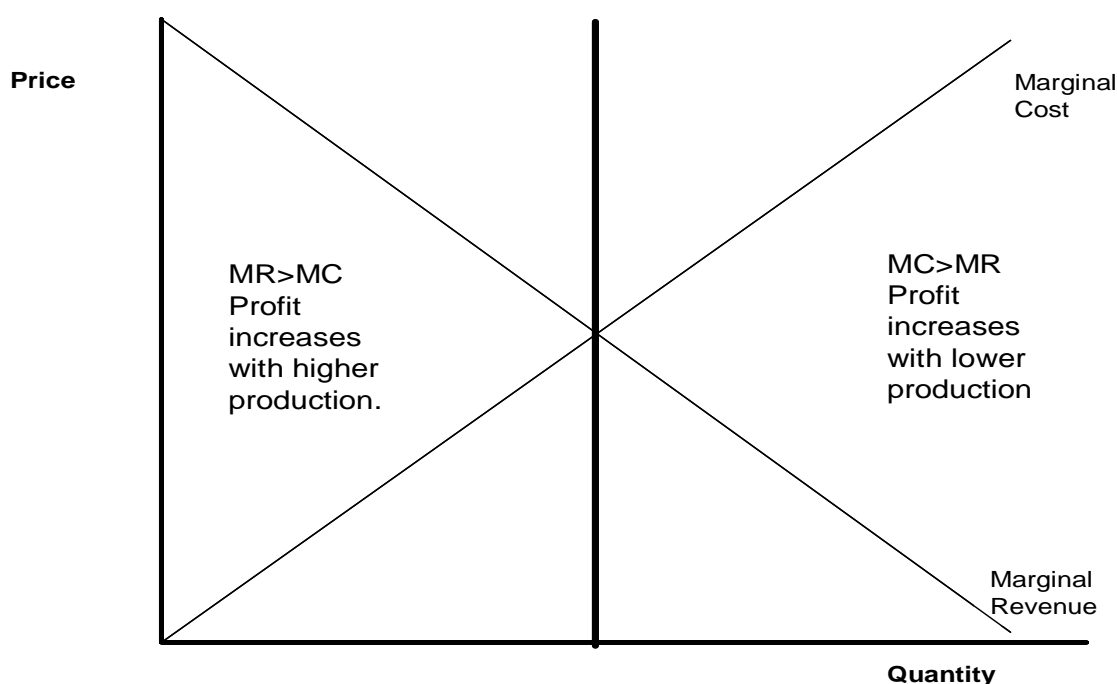 Price
Marginal
Cost
MR>MC
Profit
increases
with higher
production.
MC>MR
Profit
increases
with lower
production
Marginal
Revenue
Quantity